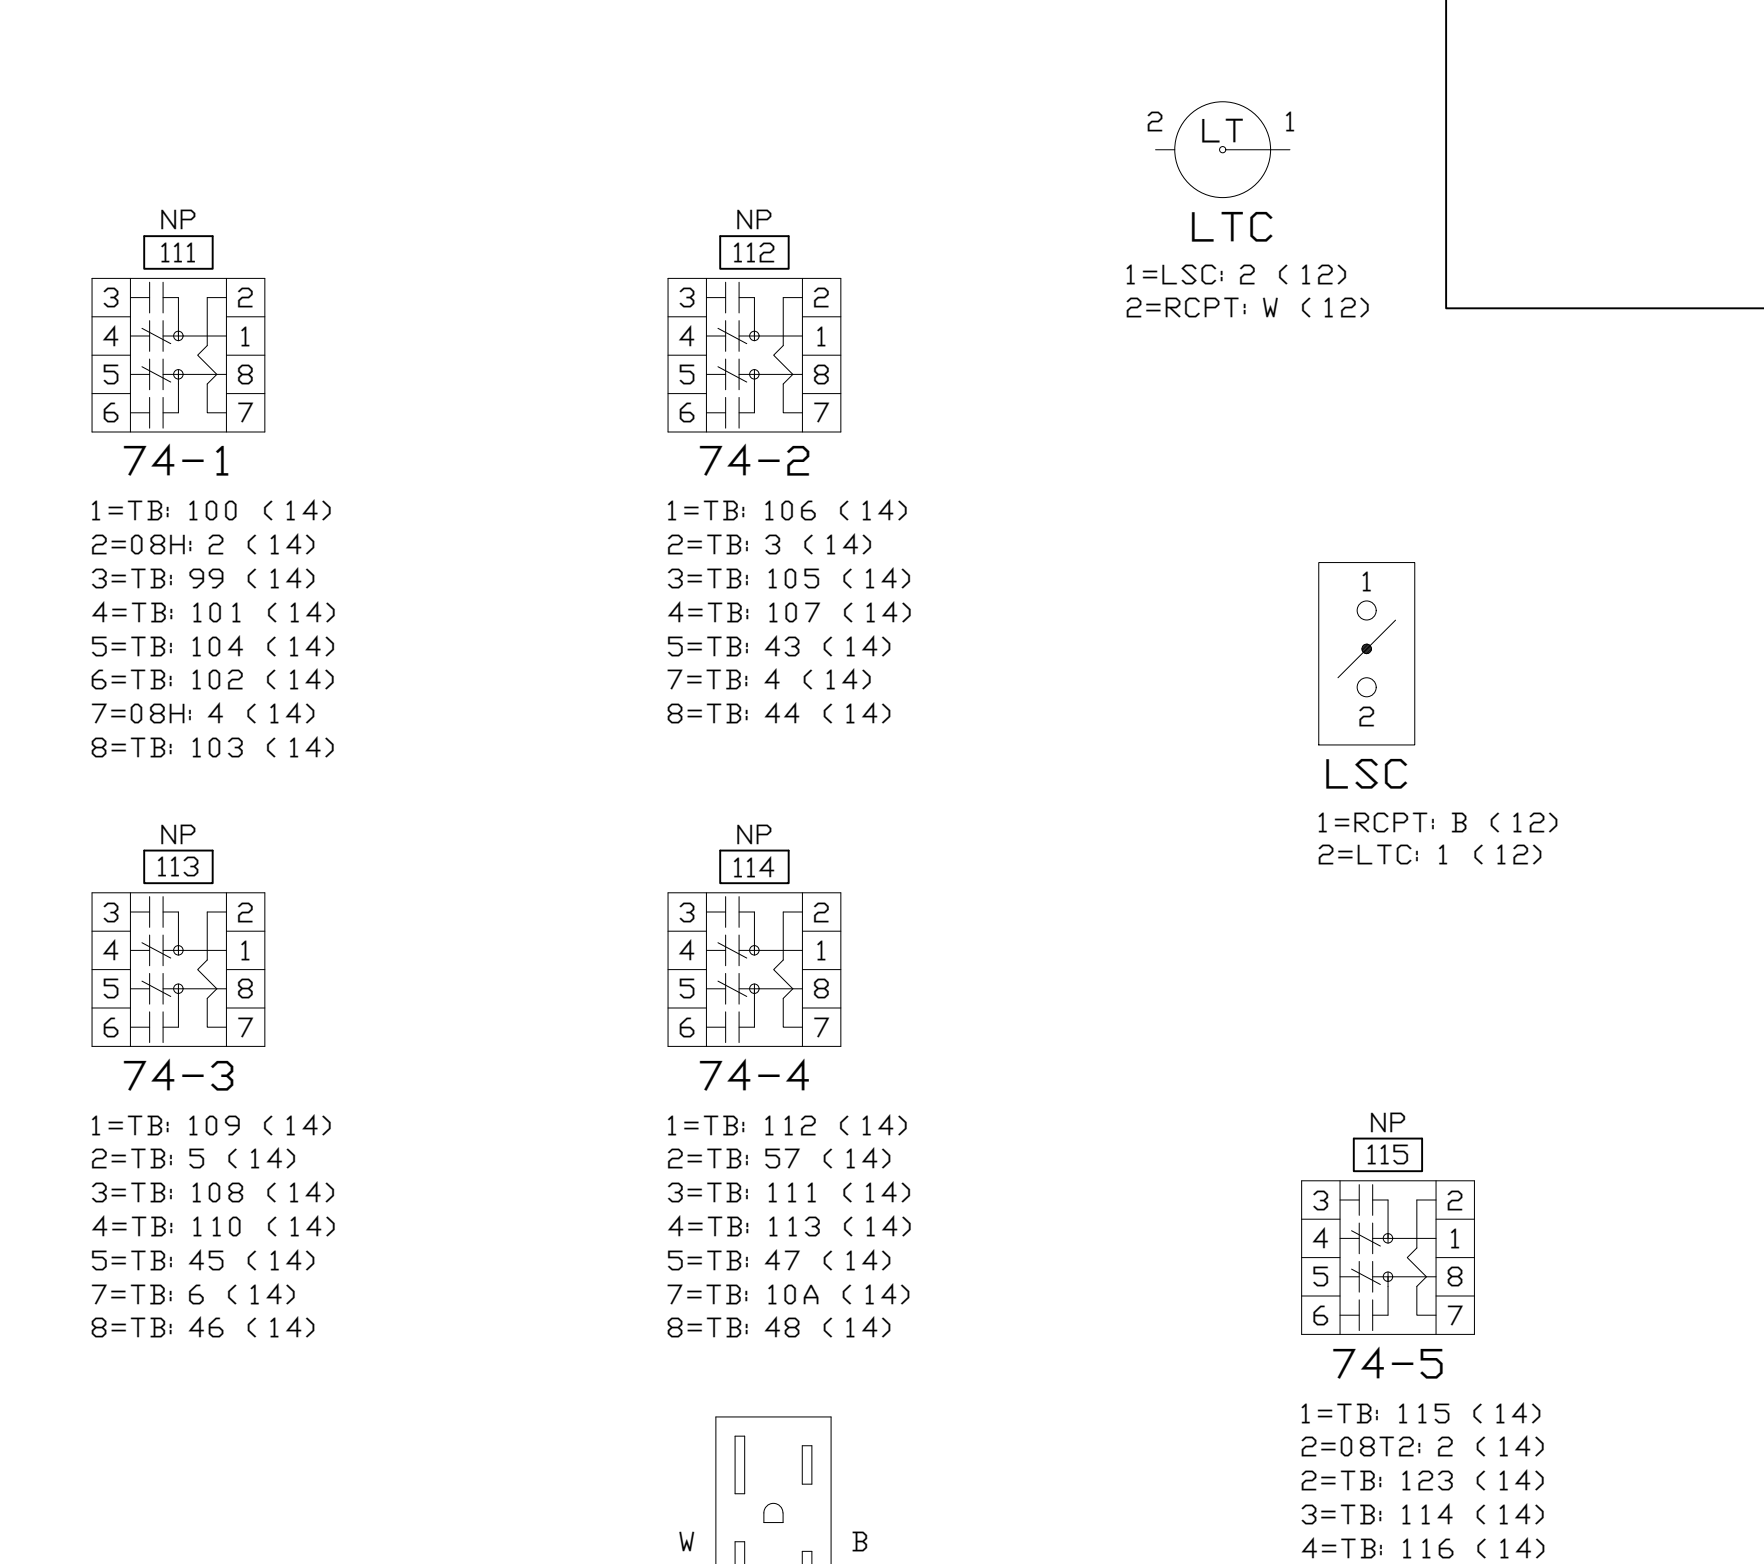 2 LT 1
LTC
1=LSC: 2 (12)
2=RCPT: W (12)
NP
111
3 2
4 1
5 8
6 7
74-1
1=TB: 100 (14)
2=08H: 2 (14)
3=TB: 99 (14)
4=TB: 101 (14)
5=TB: 104 (14)
6=TB: 102 (14)
7=08H: 4 (14)
8=TB: 103 (14)
NP
112
3 2
4 1
5 8
6 7
74-2
1=TB: 106 (14)
2=TB: 3 (14)
3=TB: 105 (14)
4=TB: 107 (14)
5=TB: 43 (14)
7=TB: 4 (14)
8=TB: 44 (14)
1
2
LSC
1=RCPT: B (12)
2=LTC: 1 (12)
NP
113
3 2
4 1
5 8
6 7
74-3
1=TB: 109 (14)
2=TB: 5 (14)
3=TB: 108 (14)
4=TB: 110 (14)
5=TB: 45 (14)
7=TB: 6 (14)
8=TB: 46 (14)
NP
114
3 2
4 1
5 8
6 7
74-4
1=TB: 112 (14)
2=TB: 57 (14)
3=TB: 111 (14)
4=TB: 113 (14)
5=TB: 47 (14)
7=TB: 10A (14)
8=TB: 48 (14)
NP
115
3 2
4 1
5 8
6 7
74-5
1=TB: 115 (14)
2=08T2: 2 (14)
2=TB: 123 (14)
3=TB: 114 (14)
4=TB: 116 (14)
W B